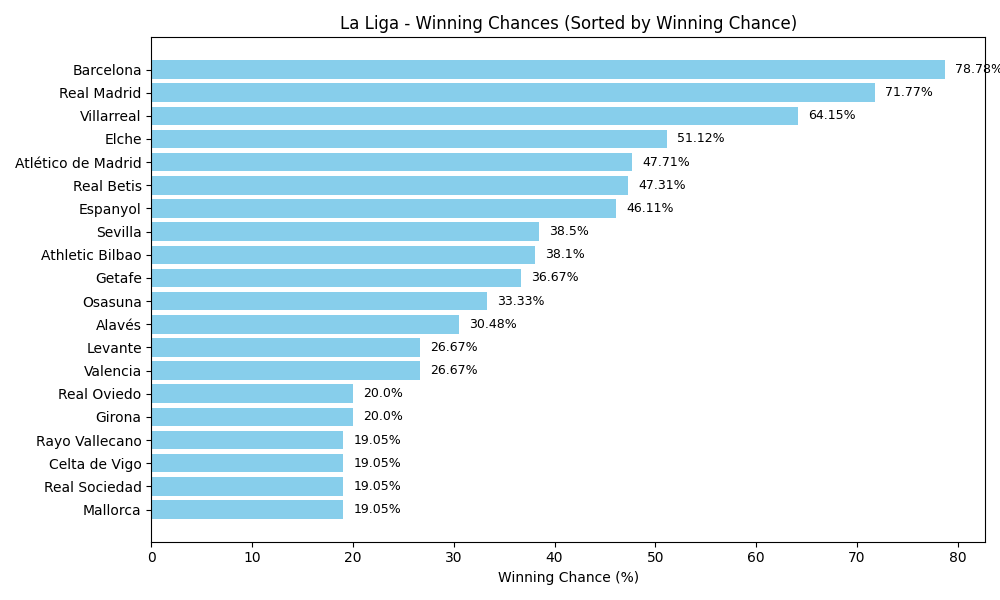 La Liga - Winning Chances (Sorted by Winning Chance)
Barcelona 78.78%
Real Madrid 71.77%
Villarreal 64.15%
Elche 51.12%
Atlético de Madrid 47.71%
Real Betis 47.31%
Espanyol 46.11%
Sevilla 38.5%
Athletic Bilbao 38.1%
Getafe 36.67%
Osasuna 33.33%
Alavés 30.48%
Levante 26.67%
Valencia 26.67%
Real Oviedo 20.0%
Girona 20.0%
Rayo Vallecano 19.05%
Celta de Vigo 19.05%
Real Sociedad 19.05%
Mallorca 19.05%
0 10 20 30 40 50 60 70 80
Winning Chance (%)